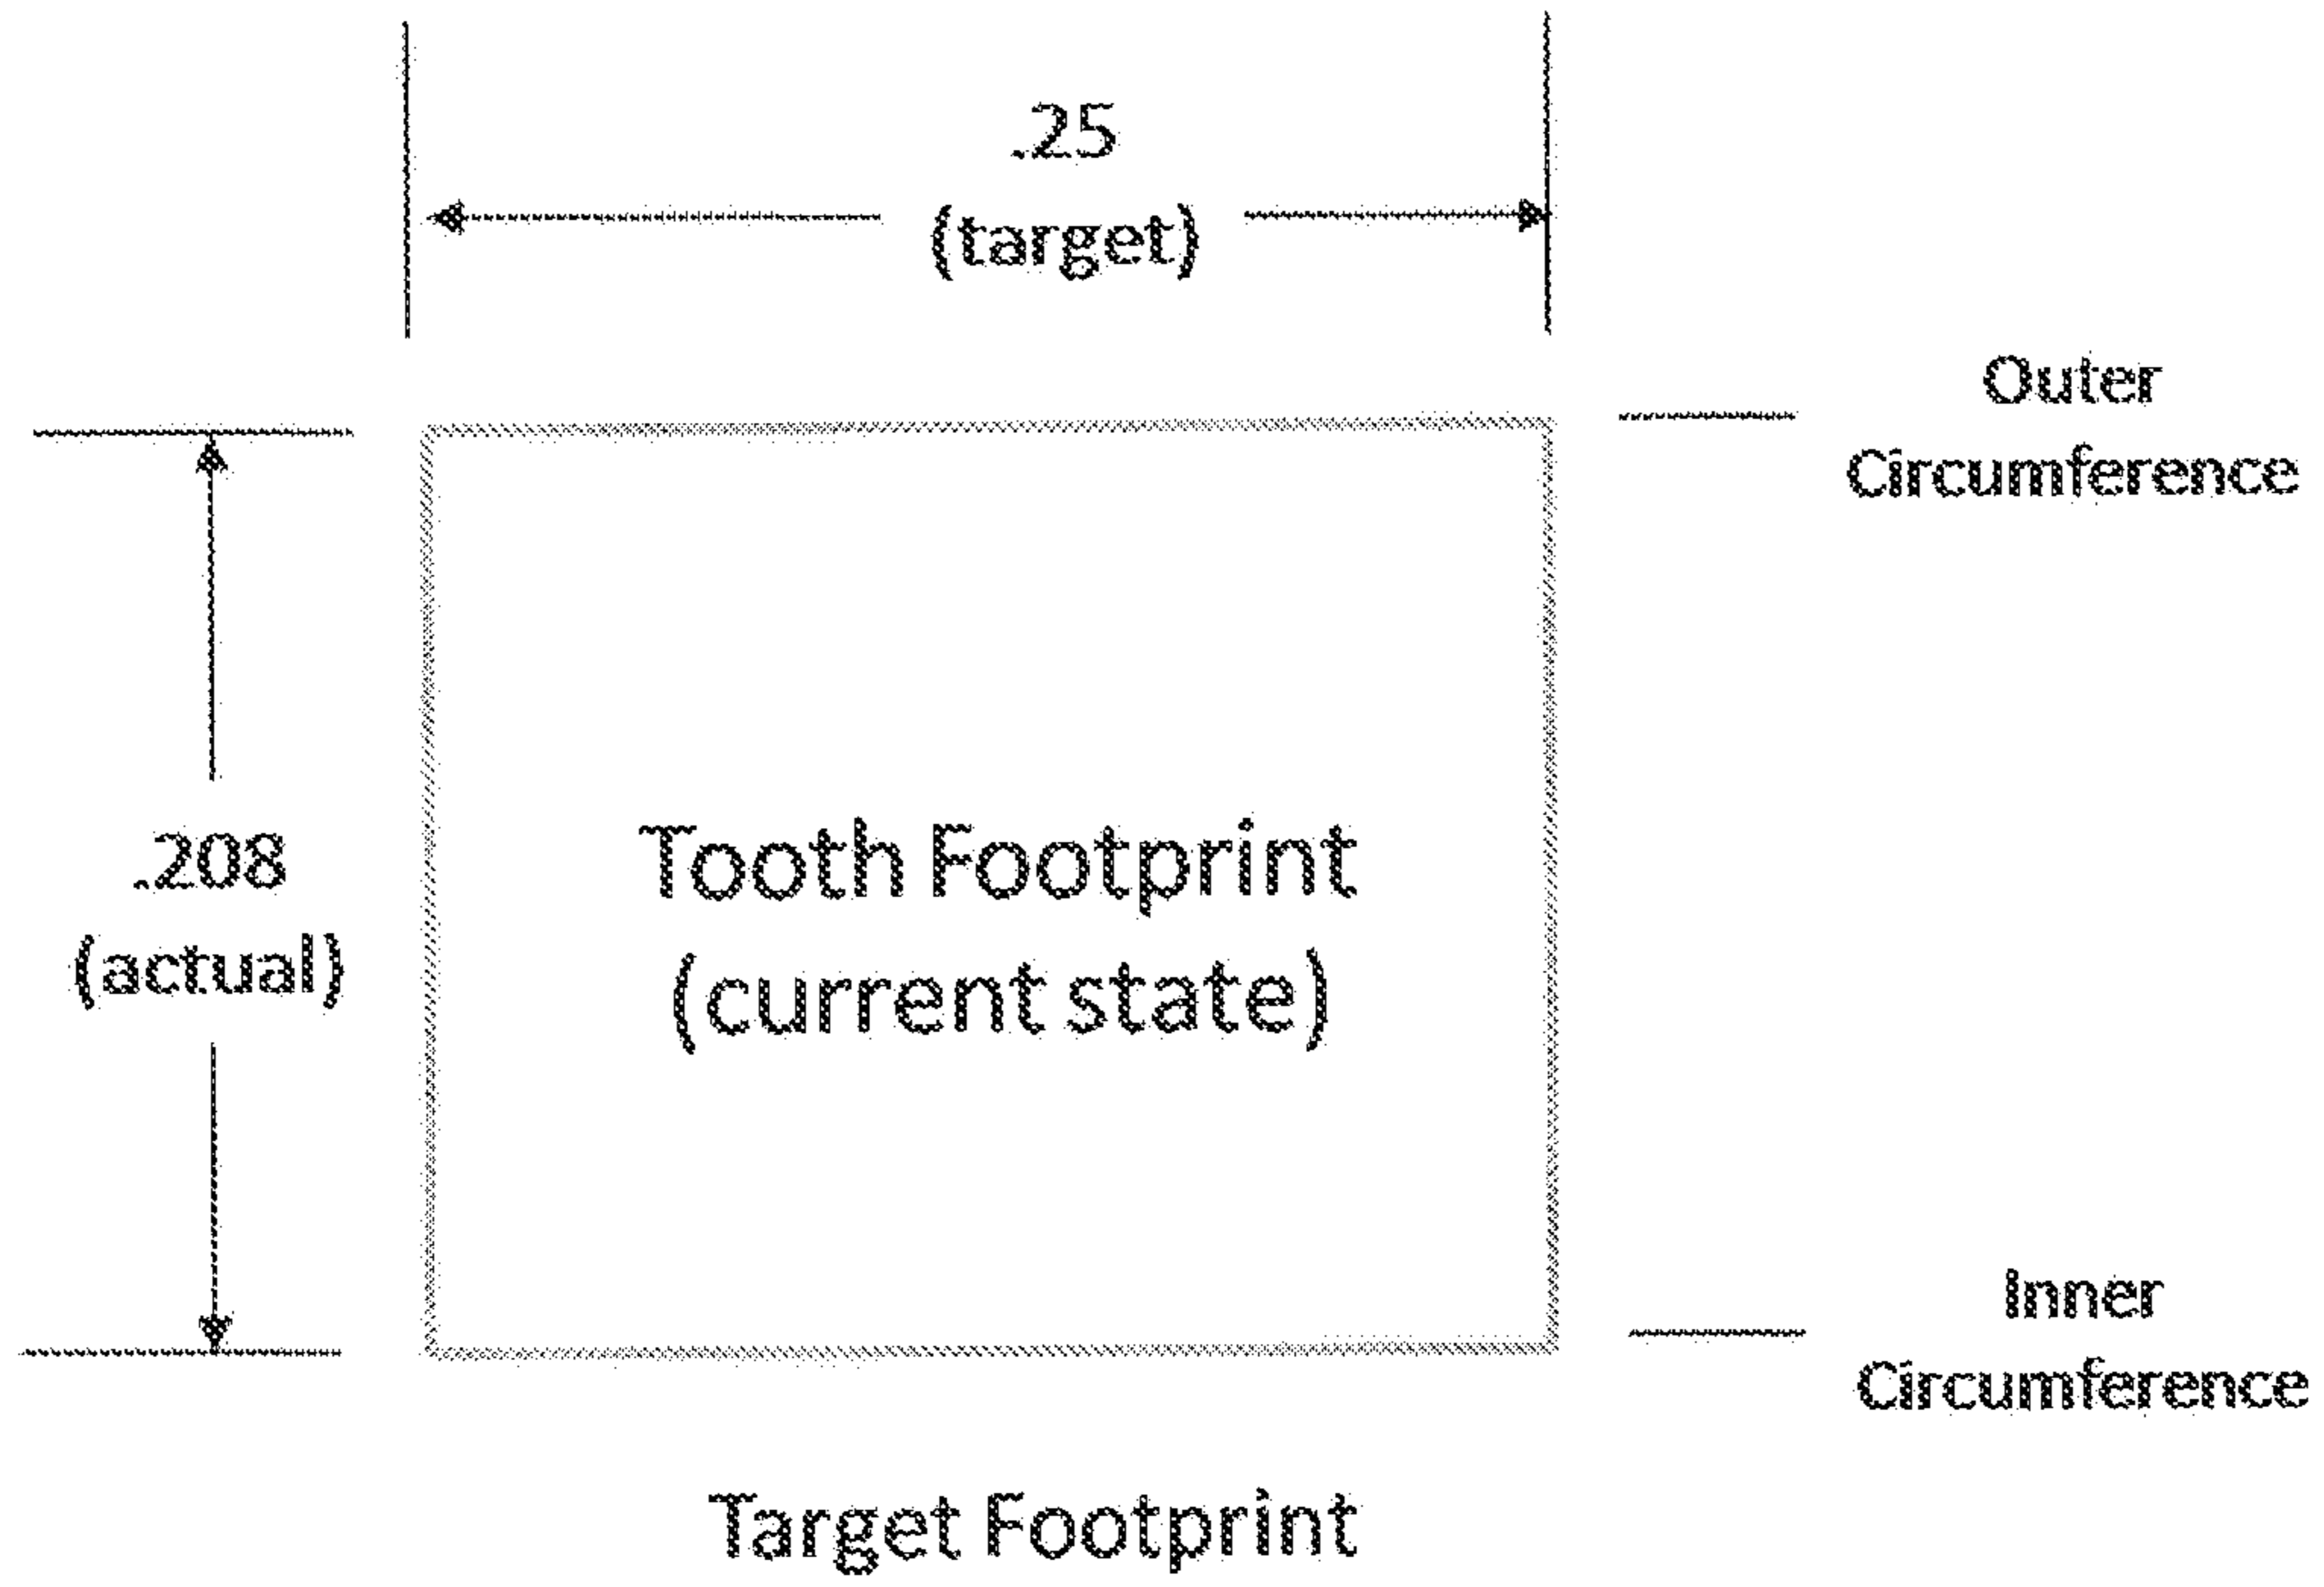 .25
(target)
Outer
Circumference
.208
(actual)
Tooth Footprint
(current state)
Inner
Circumference
Target Footprint